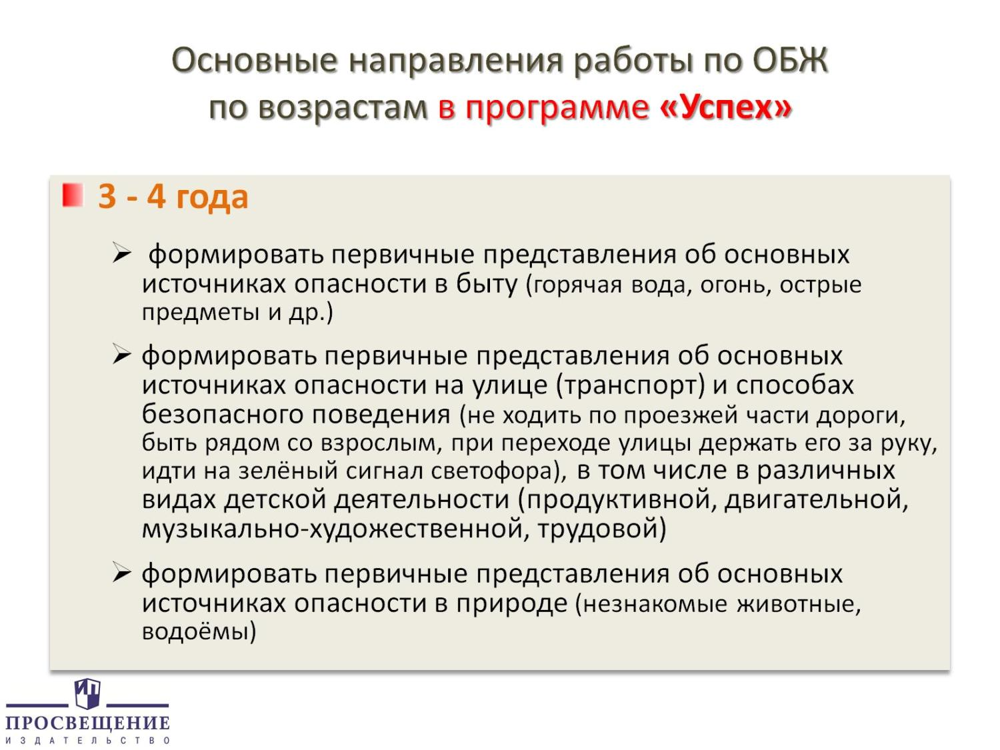 Основные направления работы по ОБЖ
по возрастам в программе «Успех»
3 - 4 года
формировать первичные представления об основных
источниках опасности в быту (горячая вода, огонь, острые
предметы и др.)
формировать первичные представления об основных
источниках опасности на улице (транспорт) и способах
безопасного поведения (не ходить по проезжей части дороги,
быть рядом со взрослым, при переходе улицы держать его за руку,
идти на зелёный сигнал светофора), в том числе в различных
видах детской деятельности (продуктивной, двигательной,
музыкально-художественной, трудовой)
формировать первичные представления об основных
источниках опасности в природе (незнакомые животные,
водоёмы)
ИП
ПРОСВЕЩЕНИЕ
ИЗДАТЕЛЬСТВО